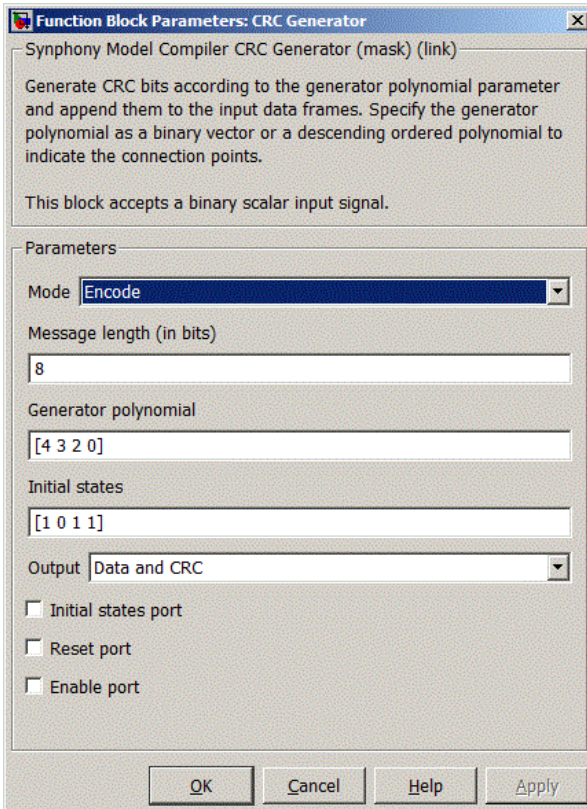 Function Block Parameters: CRC Generator
Synphony Model Compiler CRC Generator (mask) (link)
Generate CRC bits according to the generator polynomial parameter
and append them to the input data frames. Specify the generator
polynomial as a binary vector or a descending ordered polynomial to
indicate the connection points.
This block accepts a binary scalar input signal.
Parameters
Mode Encode
Message length (in bits)
8
Generator polynomial
[4 3 2 0]
Initial states
[1 0 1 1]
Output Data and CRC
Initial states port
Reset port
Enable port
OK Cancel Help Apply